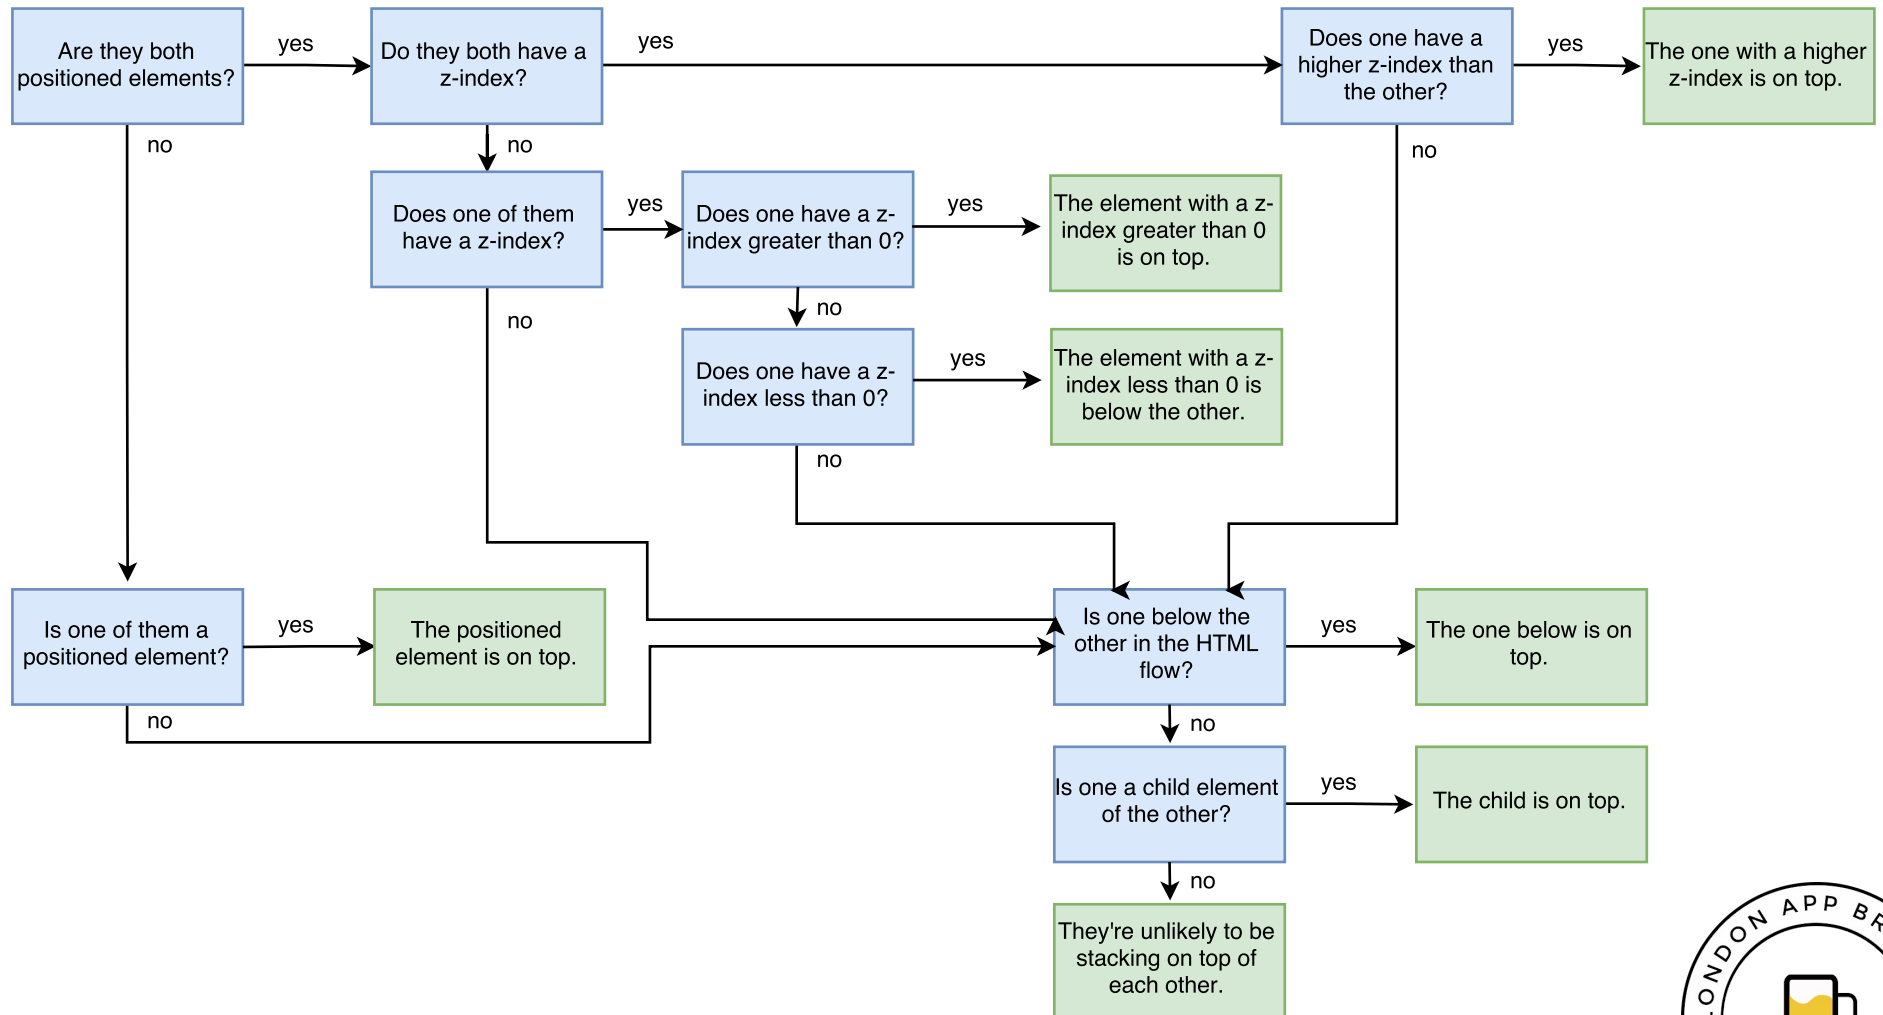 Are they both
positioned elements?
yes
Do they both have a
z-index?
yes
Does one have a
higher z-index than
the other?
yes
The one with a higher
z-index is on top.
no
no
no
Does one of them
have a z-index?
yes
Does one have a z-
index greater than 0?
yes
The element with a z-
index greater than 0
is on top.
no
no
Does one have a z-
index less than 0?
yes
The element with a z-
index less than 0 is
below the other.
no
Is one of them a
positioned element?
yes
The positioned
element is on top.
no
Is one below the
other in the HTML
flow?
yes
The one below is on
top.
no
Is one a child element
of the other?
yes
The child is on top.
no
They're unlikely to be
stacking on top of
each other.
LONDON APP BR